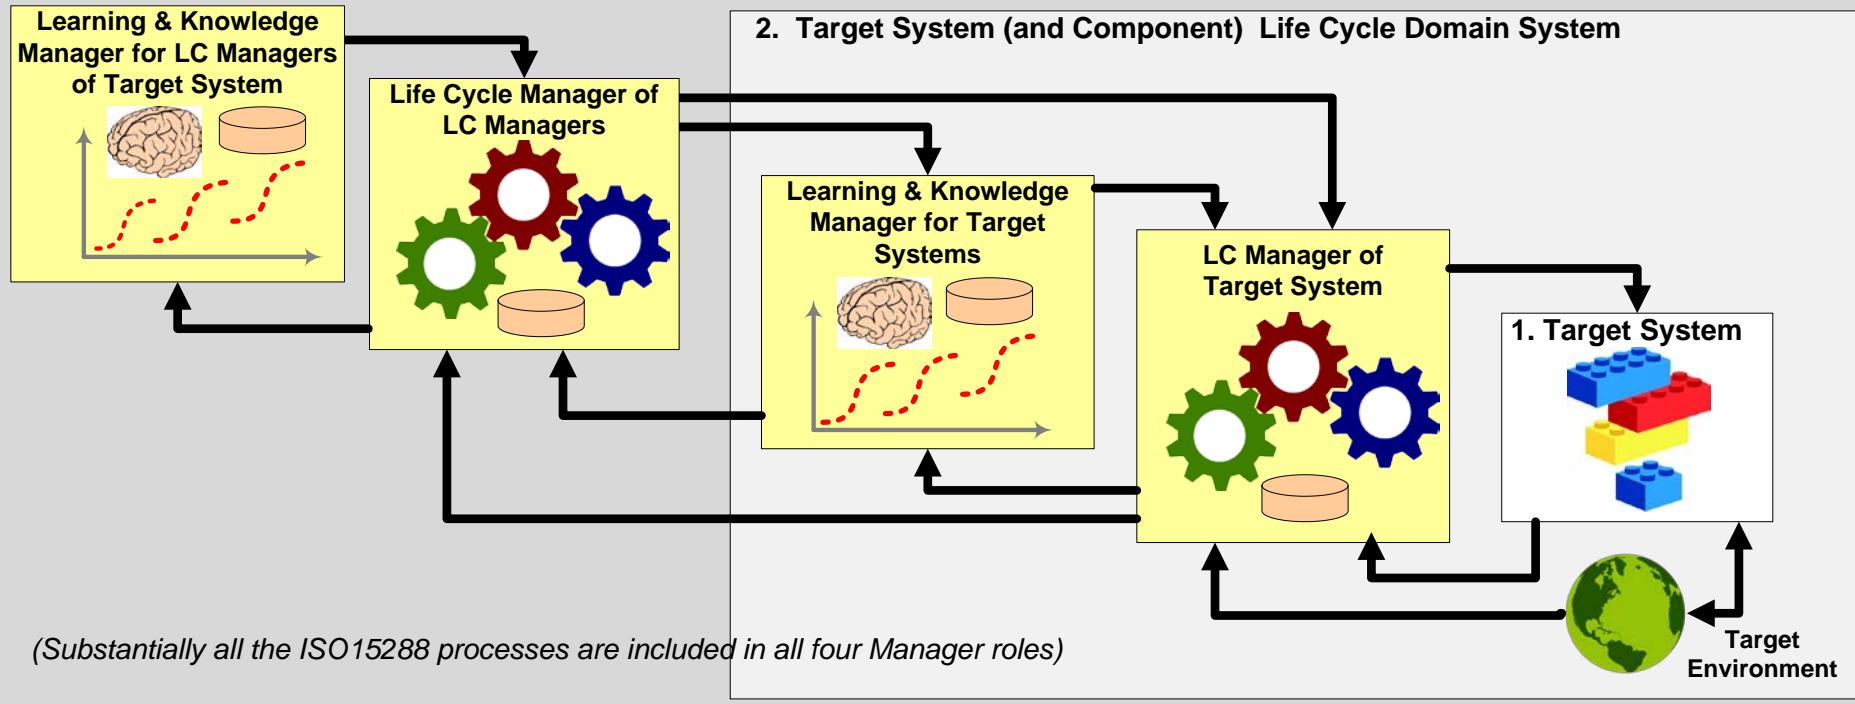 Learning & Knowledge
Manager for LC Managers
of Target System
2.  Target System (and Component)  Life Cycle Domain System
Life Cycle Manager of
LC Managers
Learning & Knowledge
Manager for Target
Systems
LC Manager of
Target System
1. Target System
(Substantially all the ISO15288 processes are included in all four Manager roles)
Target
Environment